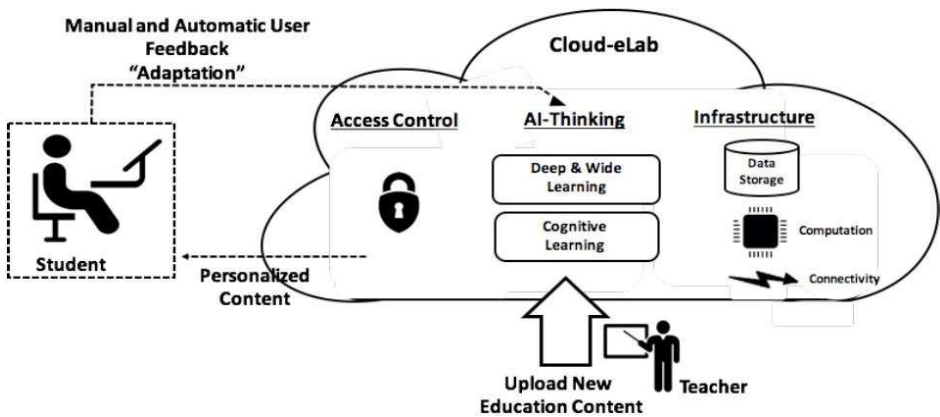 Manual and Automatic User
Feedback
“Adaptation”
Cloud-eLab
Access Control
AI-Thinking
Infrastructure
Deep & Wide
Learning
Data
Storage
Cognitive
Learning
Computation
Student
Personalized
Content
Connectivity
Upload New
Education Content
Teacher